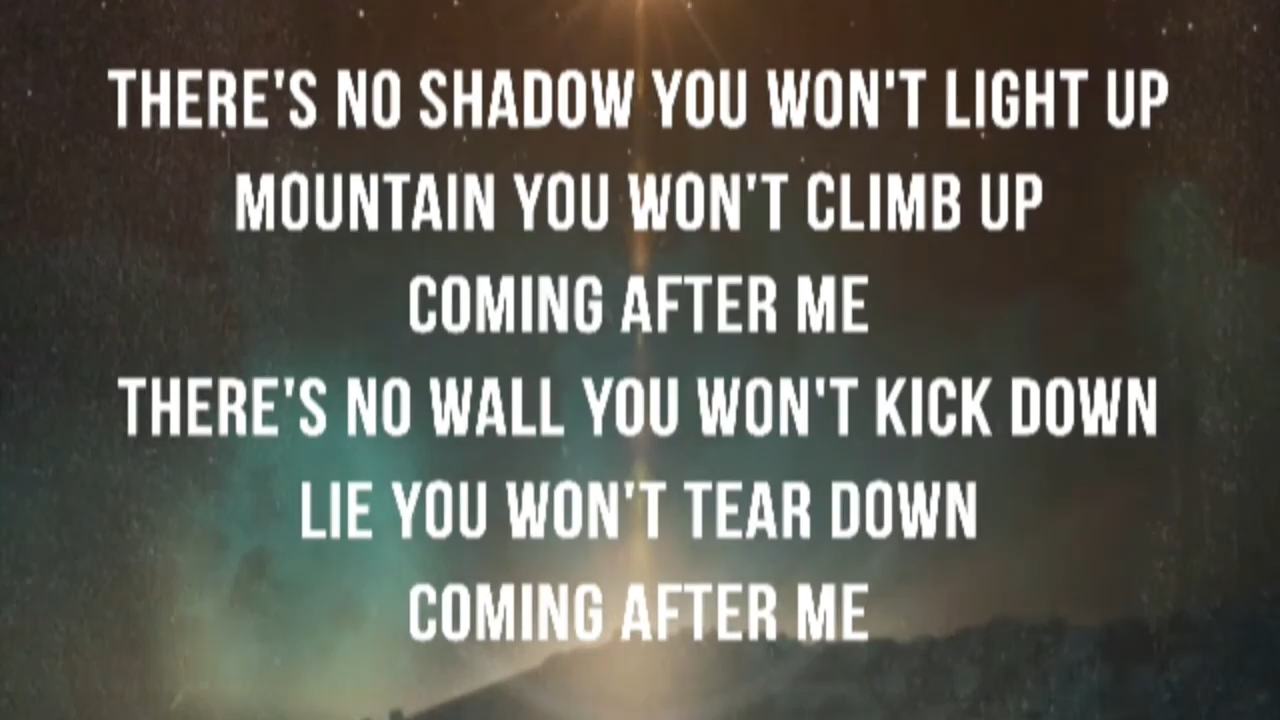 THERE'S NO SHADOW YOU WON'T LIGHT UP
MOUNTAIN YOU WON'T CLIMB UP
COMING AFTER ME
THERE'S NO WALL YOU WON'T KICK DOWN
LIE YOU WON'T TEAR DOWN
COMING AFTER ME